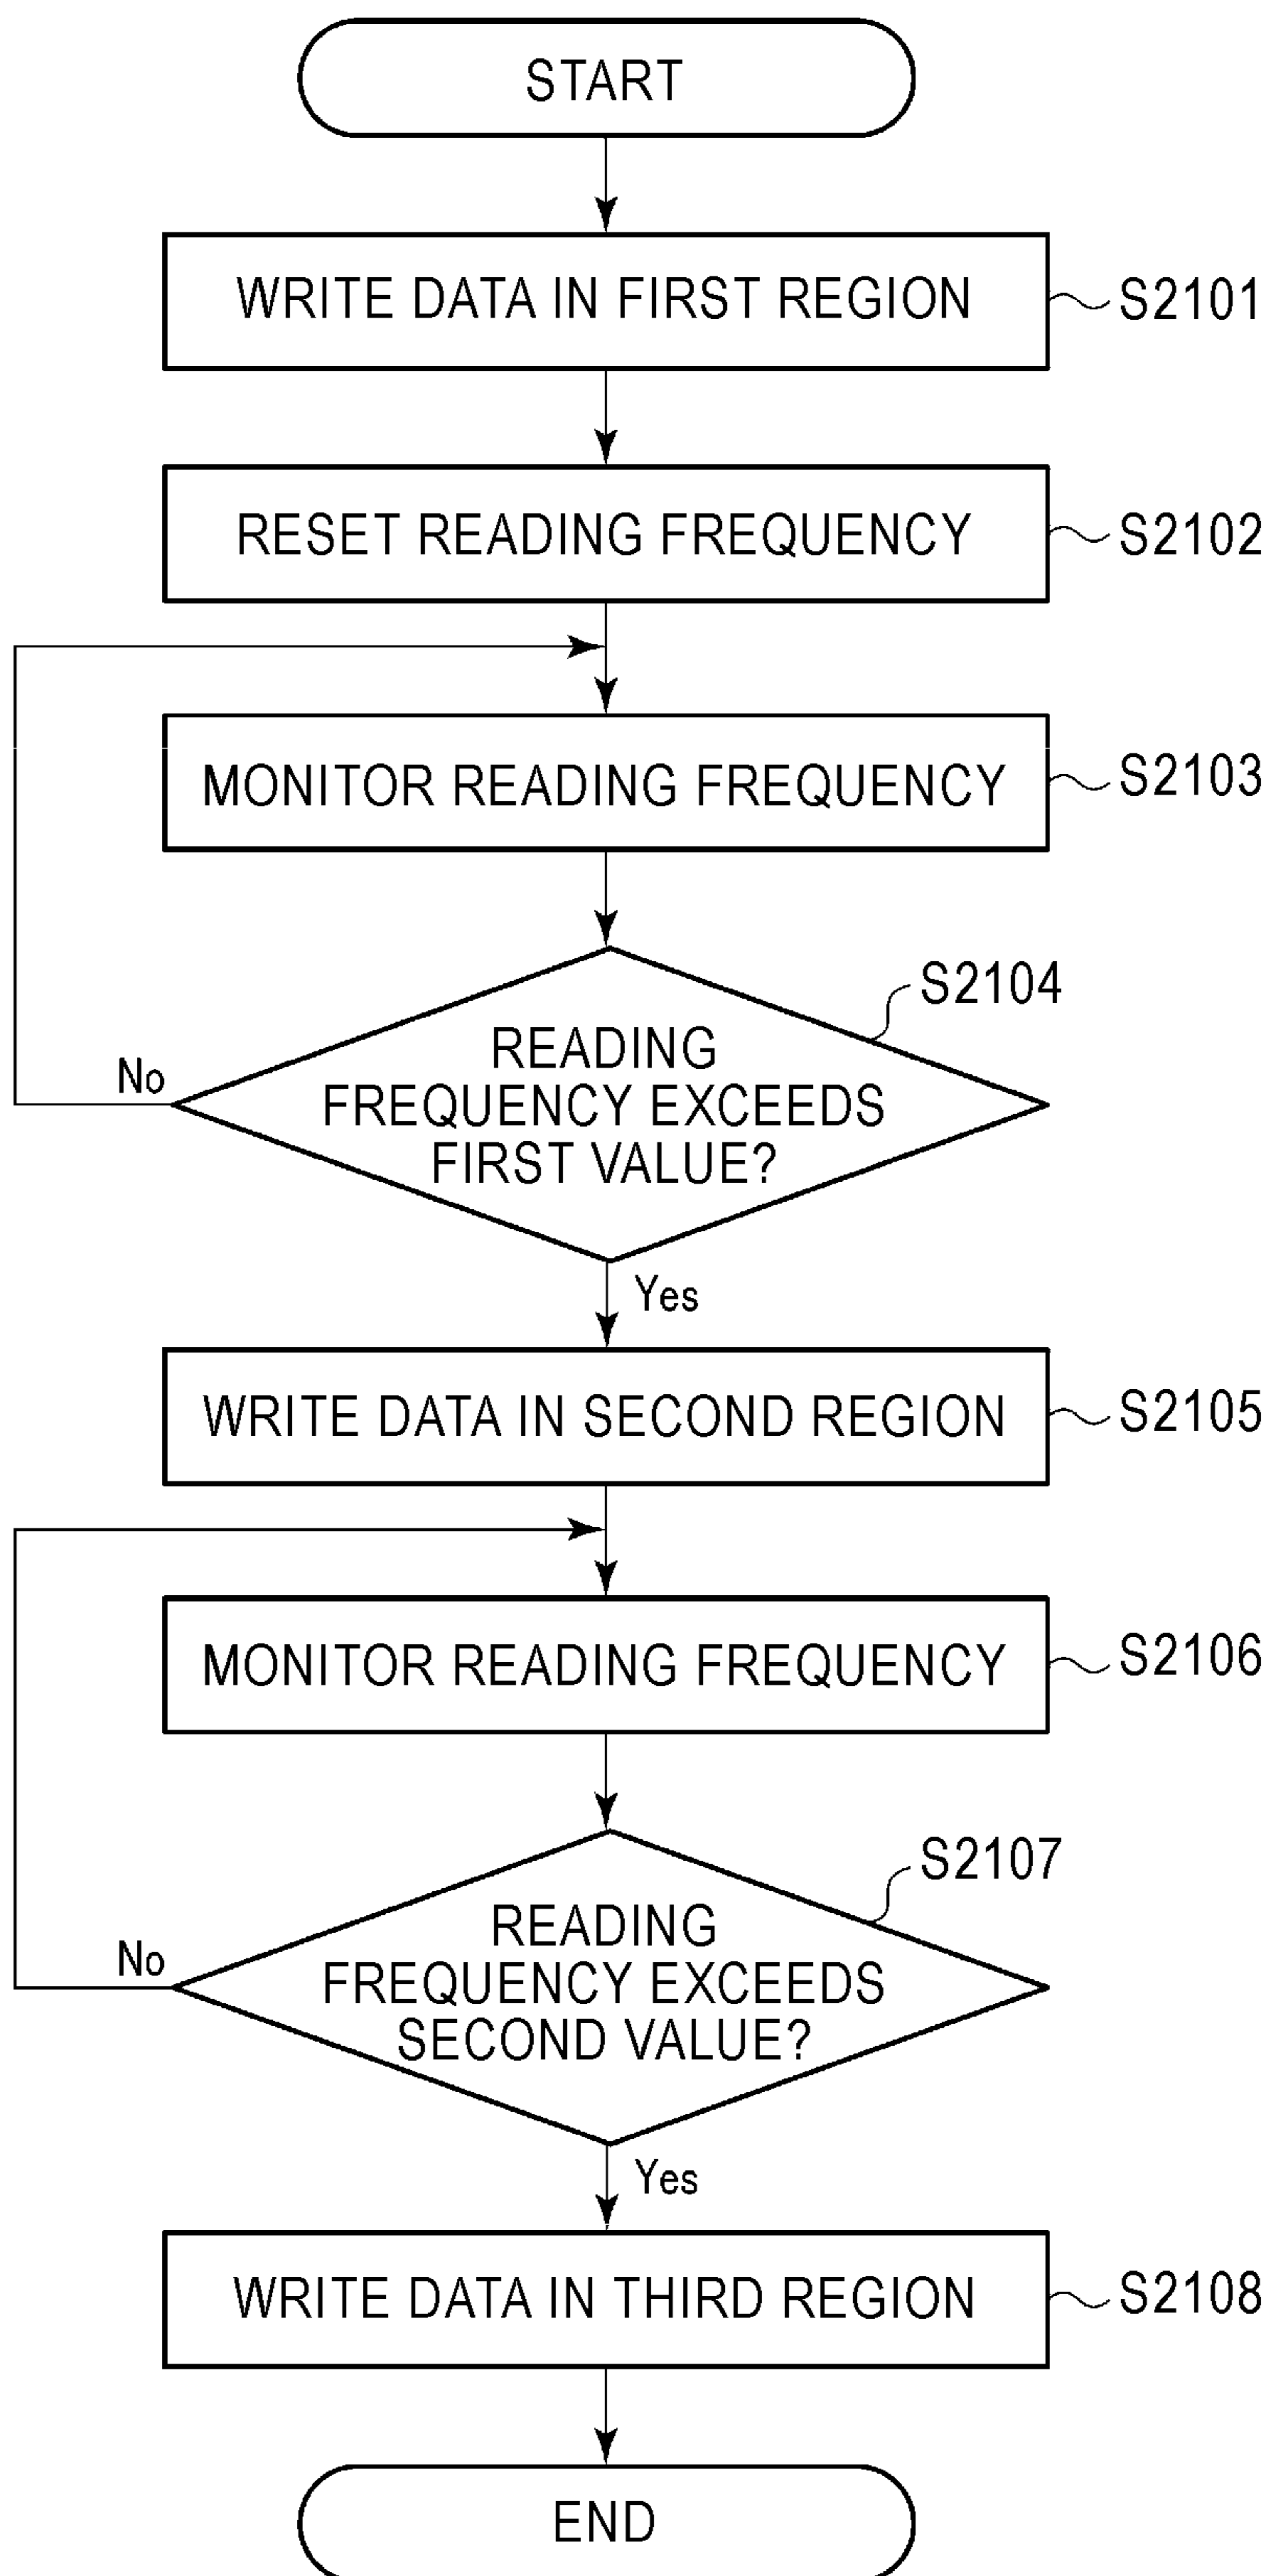 START
WRITE DATA IN FIRST REGION
S2101
RESET READING FREQUENCY
S2102
MONITOR READING FREQUENCY
S2103
S2104
READING
FREQUENCY EXCEEDS
FIRST VALUE?
No
Yes
WRITE DATA IN SECOND REGION
S2105
MONITOR READING FREQUENCY
S2106
S2107
READING
FREQUENCY EXCEEDS
SECOND VALUE?
No
Yes
WRITE DATA IN THIRD REGION
S2108
END